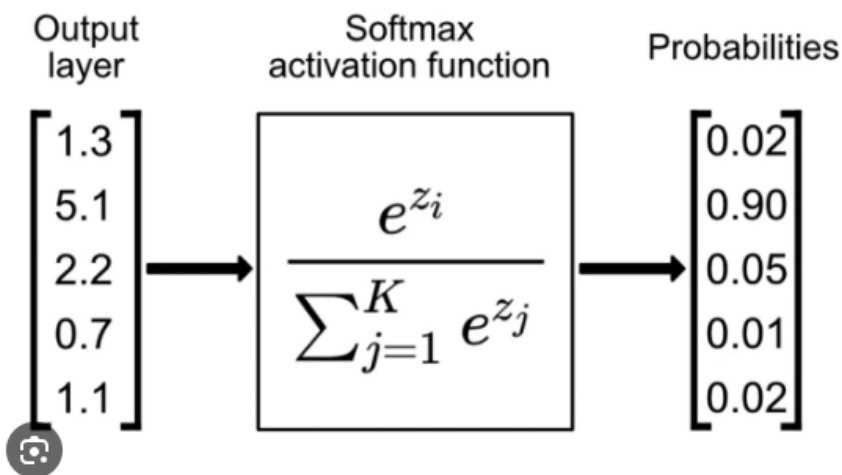 Output
layer
Softmax
activation function
Probabilities
1.3
5.1
2.2
0.7
1.1
e^{z_i}
∑_{j=1}^{K} e^{z_j}
0.02
0.90
0.05
0.01
0.02